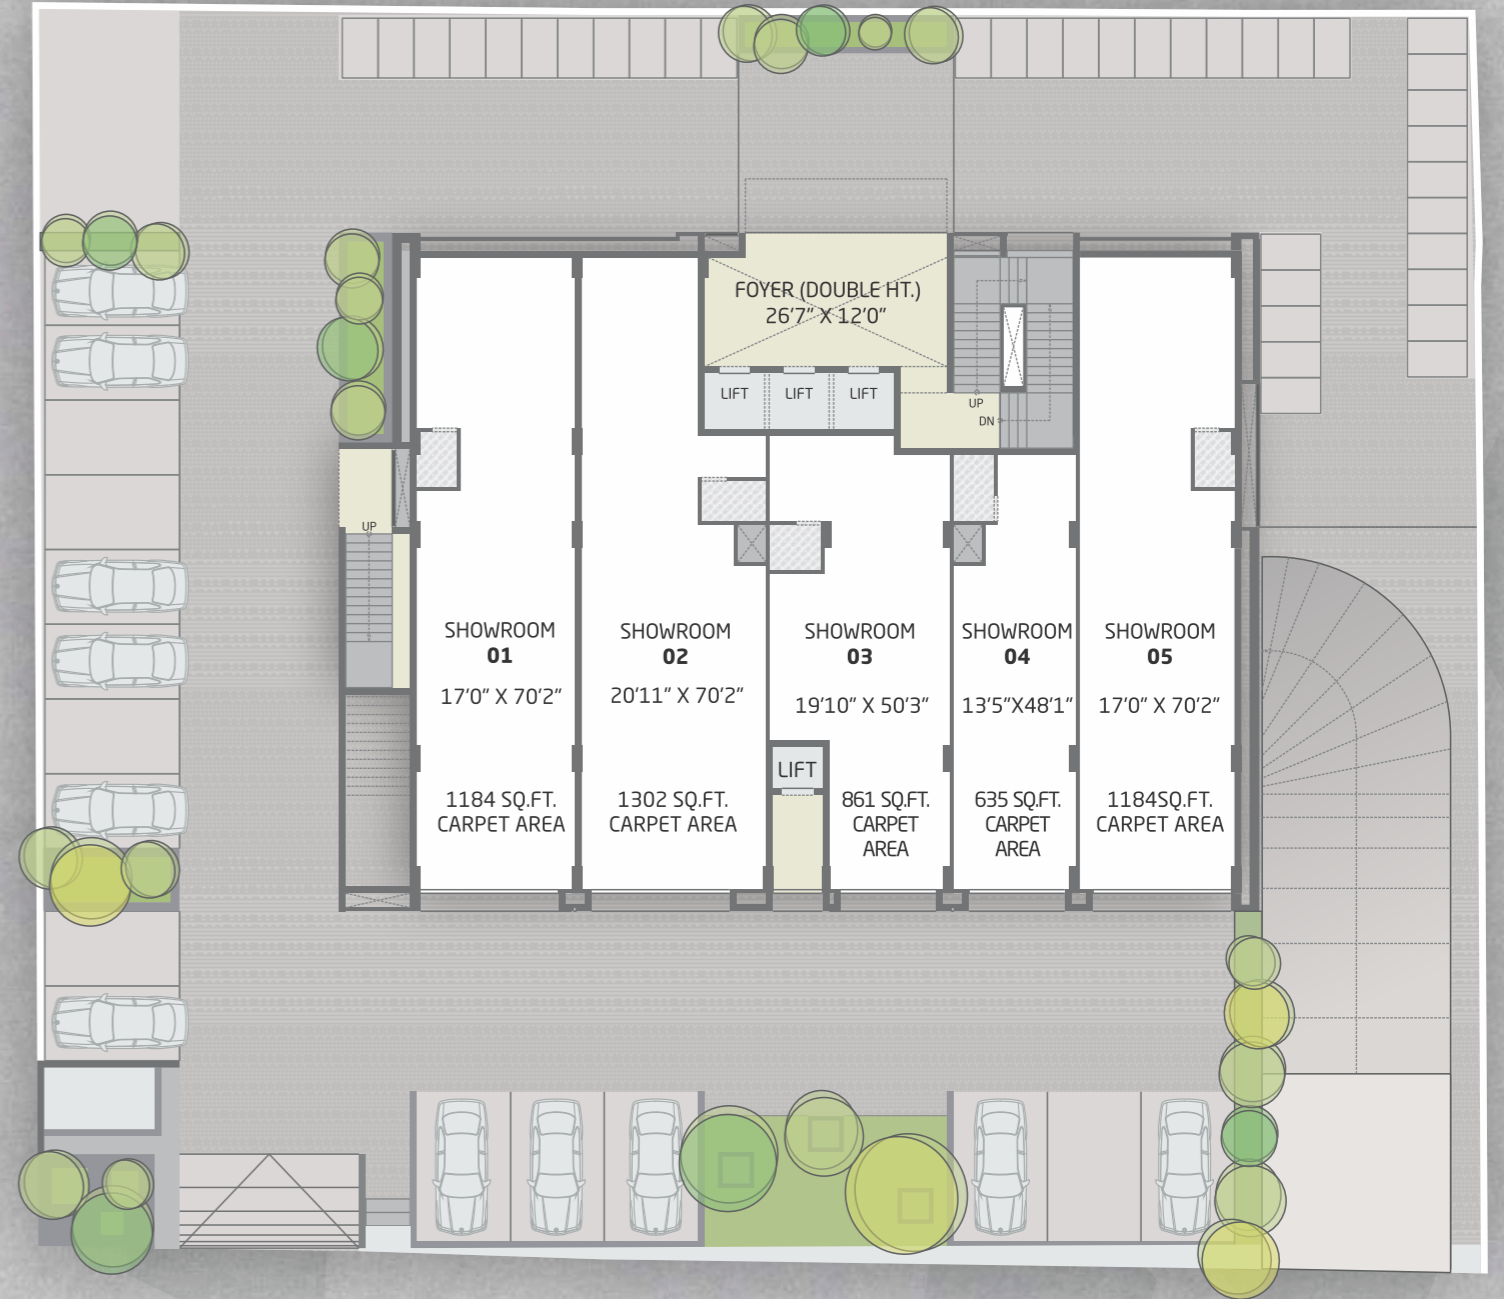 FOYER (DOUBLE HT.)
26'7" X 12'0"
LIFT
LIFT
LIFT
UP
DN
UP
SHOWROOM
01
17'0" X 70'2"
1184 SQ.FT.
CARPET AREA
SHOWROOM
02
20'11" X 70'2"
1302 SQ.FT.
CARPET AREA
SHOWROOM
03
19'10" X 50'3"
LIFT
861 SQ.FT.
CARPET
AREA
SHOWROOM
04
13'5"X48'1"
635 SQ.FT.
CARPET
AREA
SHOWROOM
05
17'0" X 70'2"
1184SQ.FT.
CARPET AREA